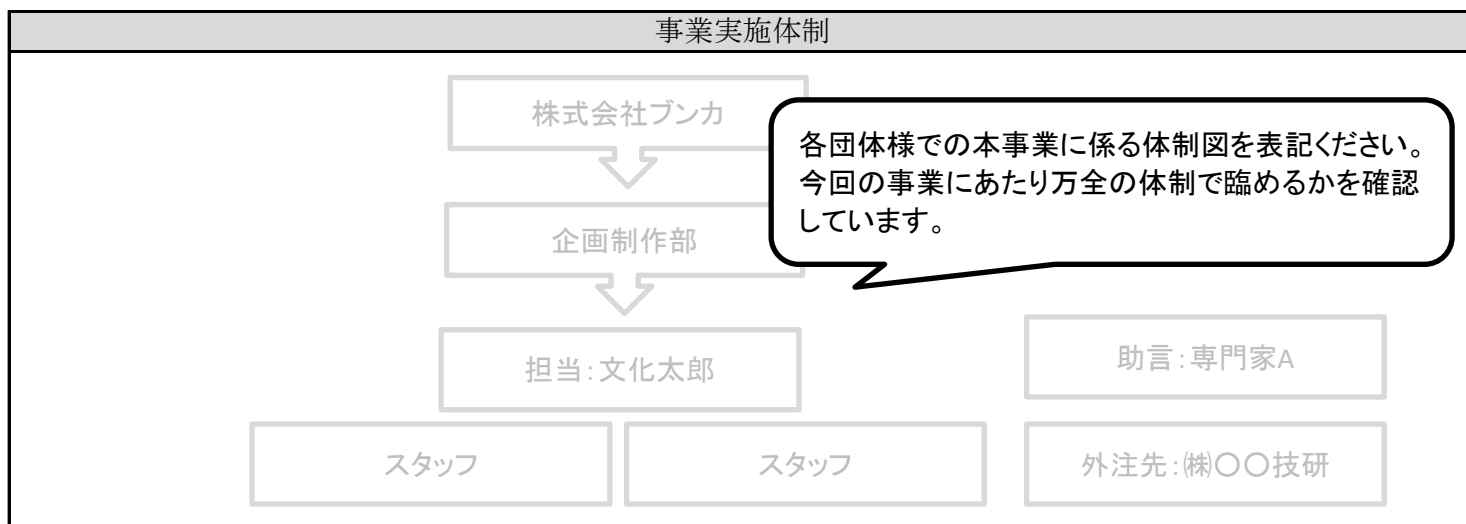 事業実施体制
株式会社ブンカ
各団体様での本事業に係る体制図を表記ください。
今回の事業にあたり万全の体制で臨めるかを確認
しています。
企画制作部
担当:文化太郎
助言:専門家A
スタッフ
スタッフ
外注先:㈱〇〇技研